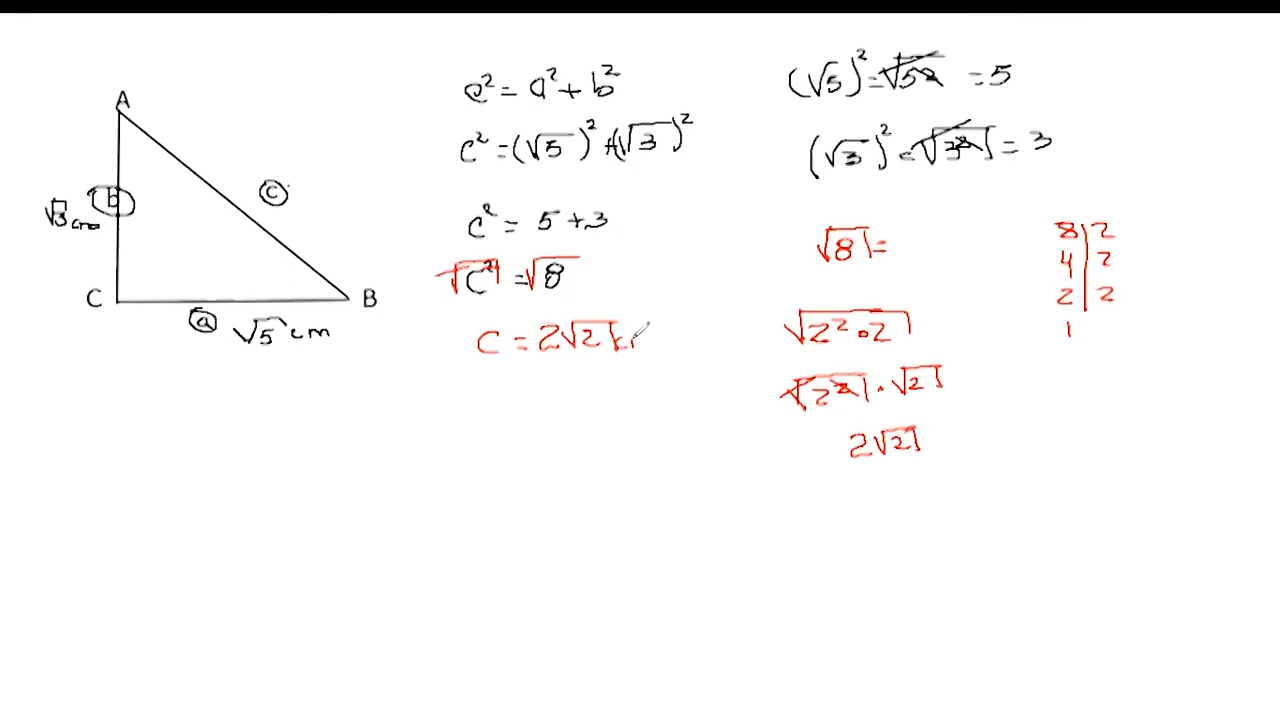 A
b
√3 cm
c
C
B
a √5 cm
c² = a² + b²
c² = (√5)² + (√3)²
c² = 5 + 3
√c² = √8
c = 2√2
(√5)² = √5² = 5
(√3)² = √3² = 3
√8 =
√2² · 2
√2² · √2
2√2
8 | 2
4 | 2
2 | 2
1